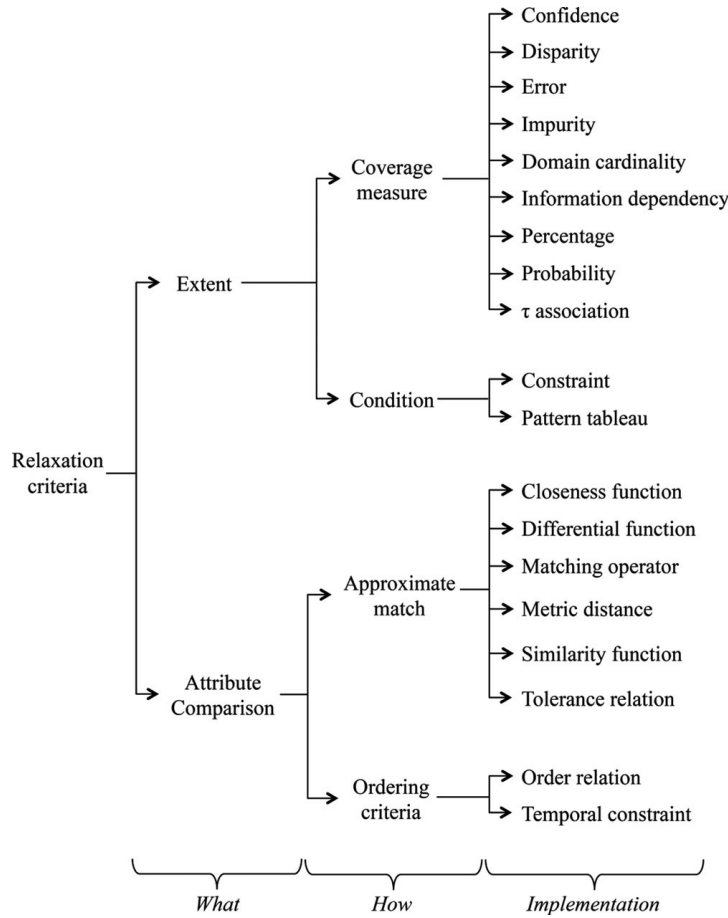 Relaxation
criteria
Extent
Attribute
Comparison
Coverage
measure
Condition
Approximate
match
Ordering
criteria
Confidence
Disparity
Error
Impurity
Domain cardinality
Information dependency
Percentage
Probability
τ association
Constraint
Pattern tableau
Closeness function
Differential function
Matching operator
Metric distance
Similarity function
Tolerance relation
Order relation
Temporal constraint
What
How
Implementation